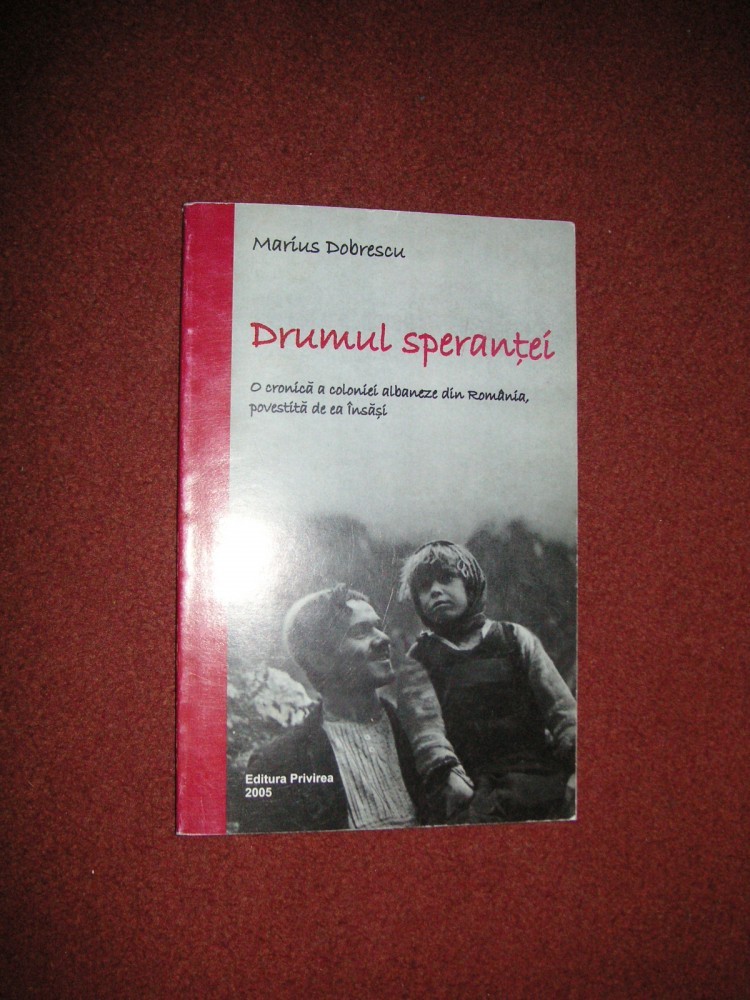 Marius Dobrescu
Drumul speranței
O cronică a coloniei albaneze din România,
povestită de ea însăși
Editura Privirea
2005